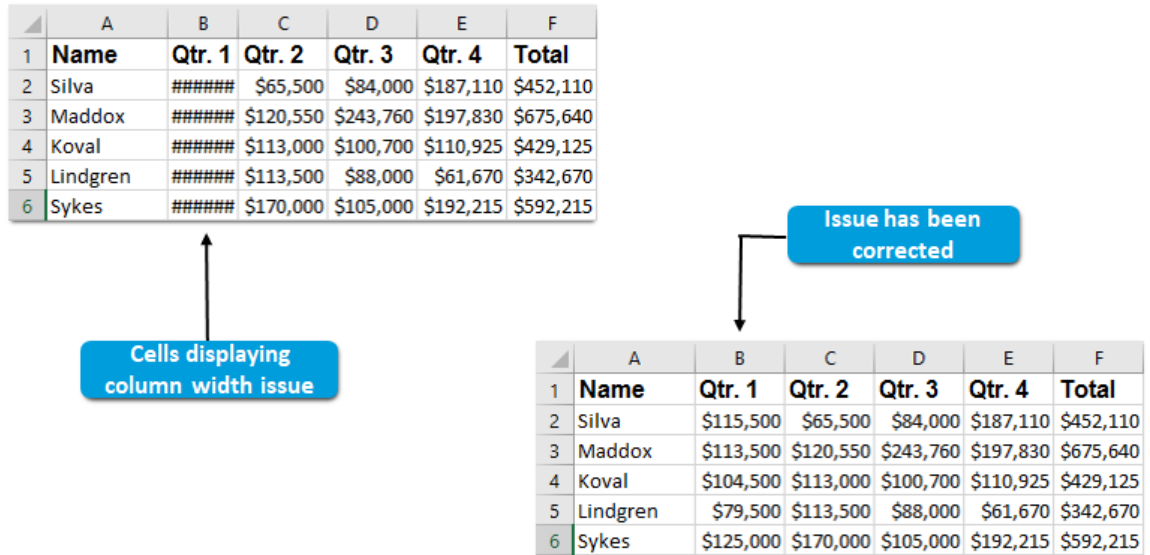 A B C D E F
1 Name Qtr. 1 Qtr. 2 Qtr. 3 Qtr. 4 Total
2 Silva ###### $65,500 $84,000 $187,110 $452,110
3 Maddox ###### $120,550 $243,760 $197,830 $675,640
4 Koval ###### $113,000 $100,700 $110,925 $429,125
5 Lindgren ###### $113,500 $88,000 $61,670 $342,670
6 Sykes ###### $170,000 $105,000 $192,215 $592,215
Issue has been
corrected
Cells displaying
column width issue
A B C D E F
1 Name Qtr. 1 Qtr. 2 Qtr. 3 Qtr. 4 Total
2 Silva $115,500 $65,500 $84,000 $187,110 $452,110
3 Maddox $113,500 $120,550 $243,760 $197,830 $675,640
4 Koval $104,500 $113,000 $100,700 $110,925 $429,125
5 Lindgren $79,500 $113,500 $88,000 $61,670 $342,670
6 Sykes $125,000 $170,000 $105,000 $192,215 $592,215